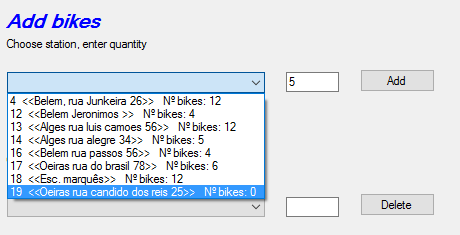 Add bikes
Choose station, enter quantity
5
Add
4 <<Belem, rua Junkeira 26>> Nº bikes: 12
12 <<Belem Jeronimos >> Nº bikes: 4
13 <<Alges rua luis camoes 56>> Nº bikes: 12
14 <<Alges rua alegre 34>> Nº bikes: 5
16 <<Belem rua passos 56>> Nº bikes: 4
17 <<Oeiras rua do brasil 78>> Nº bikes: 6
18 <<Esc. marquês>> Nº bikes: 12
19 <<Oeiras rua candido dos reis 25>> Nº bikes: 0
Delete